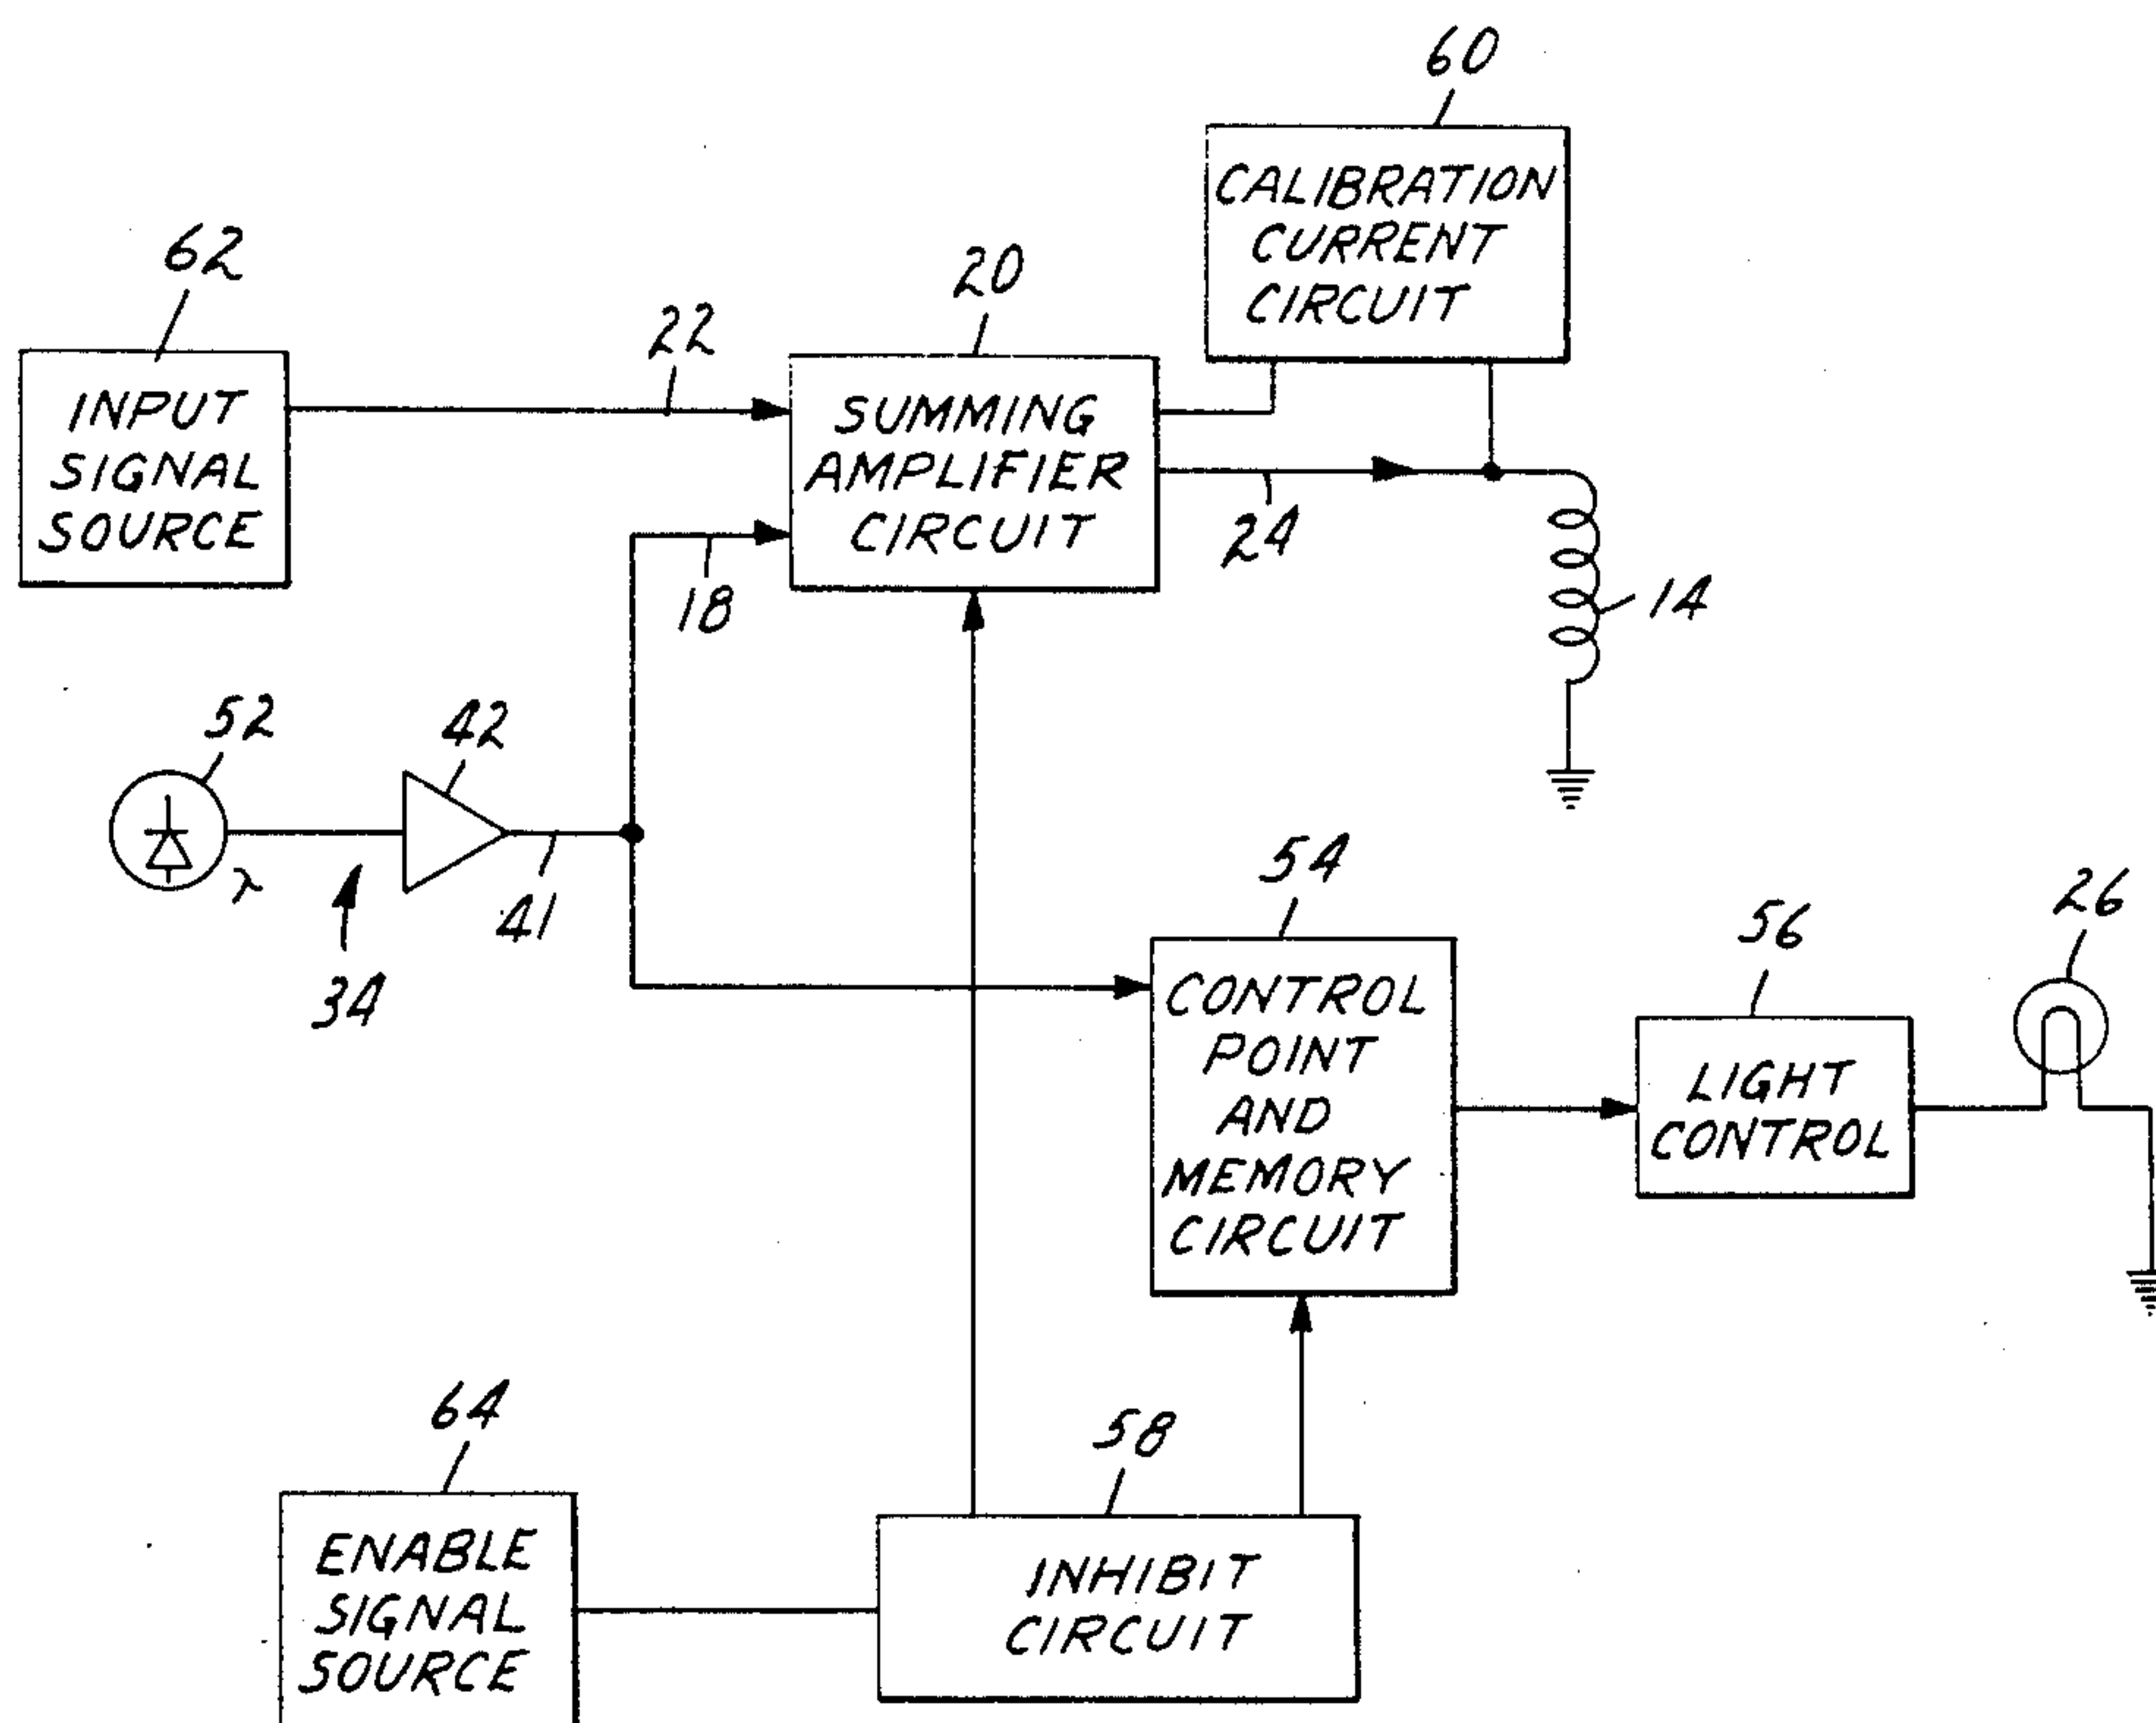 60
CALIBRATION
CURRENT
CIRCUIT
62
INPUT
SIGNAL
SOURCE
22
20
SUMMING
AMPLIFIER
CIRCUIT
18
24
14
52
42
41
34
54
CONTROL
POINT
AND
MEMORY
CIRCUIT
56
LIGHT
CONTROL
26
64
ENABLE
SIGNAL
SOURCE
58
INHIBIT
CIRCUIT